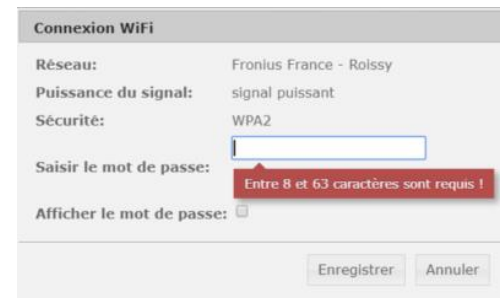 Connexion WiFi
Réseau: Fronius France - Roissy
Puissance du signal: signal puissant
Sécurité: WPA2
Saisir le mot de passe:
Entre 8 et 63 caractères sont requis !
Afficher le mot de passe:
Enregistrer Annuler